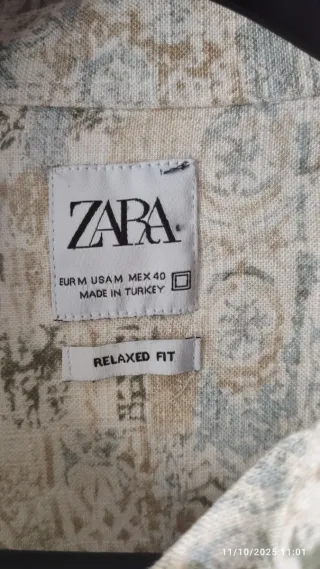 ZARA
EUR M USA M MEX 40
MADE IN TURKEY
RELAXED FIT
11/10/2025 11:01